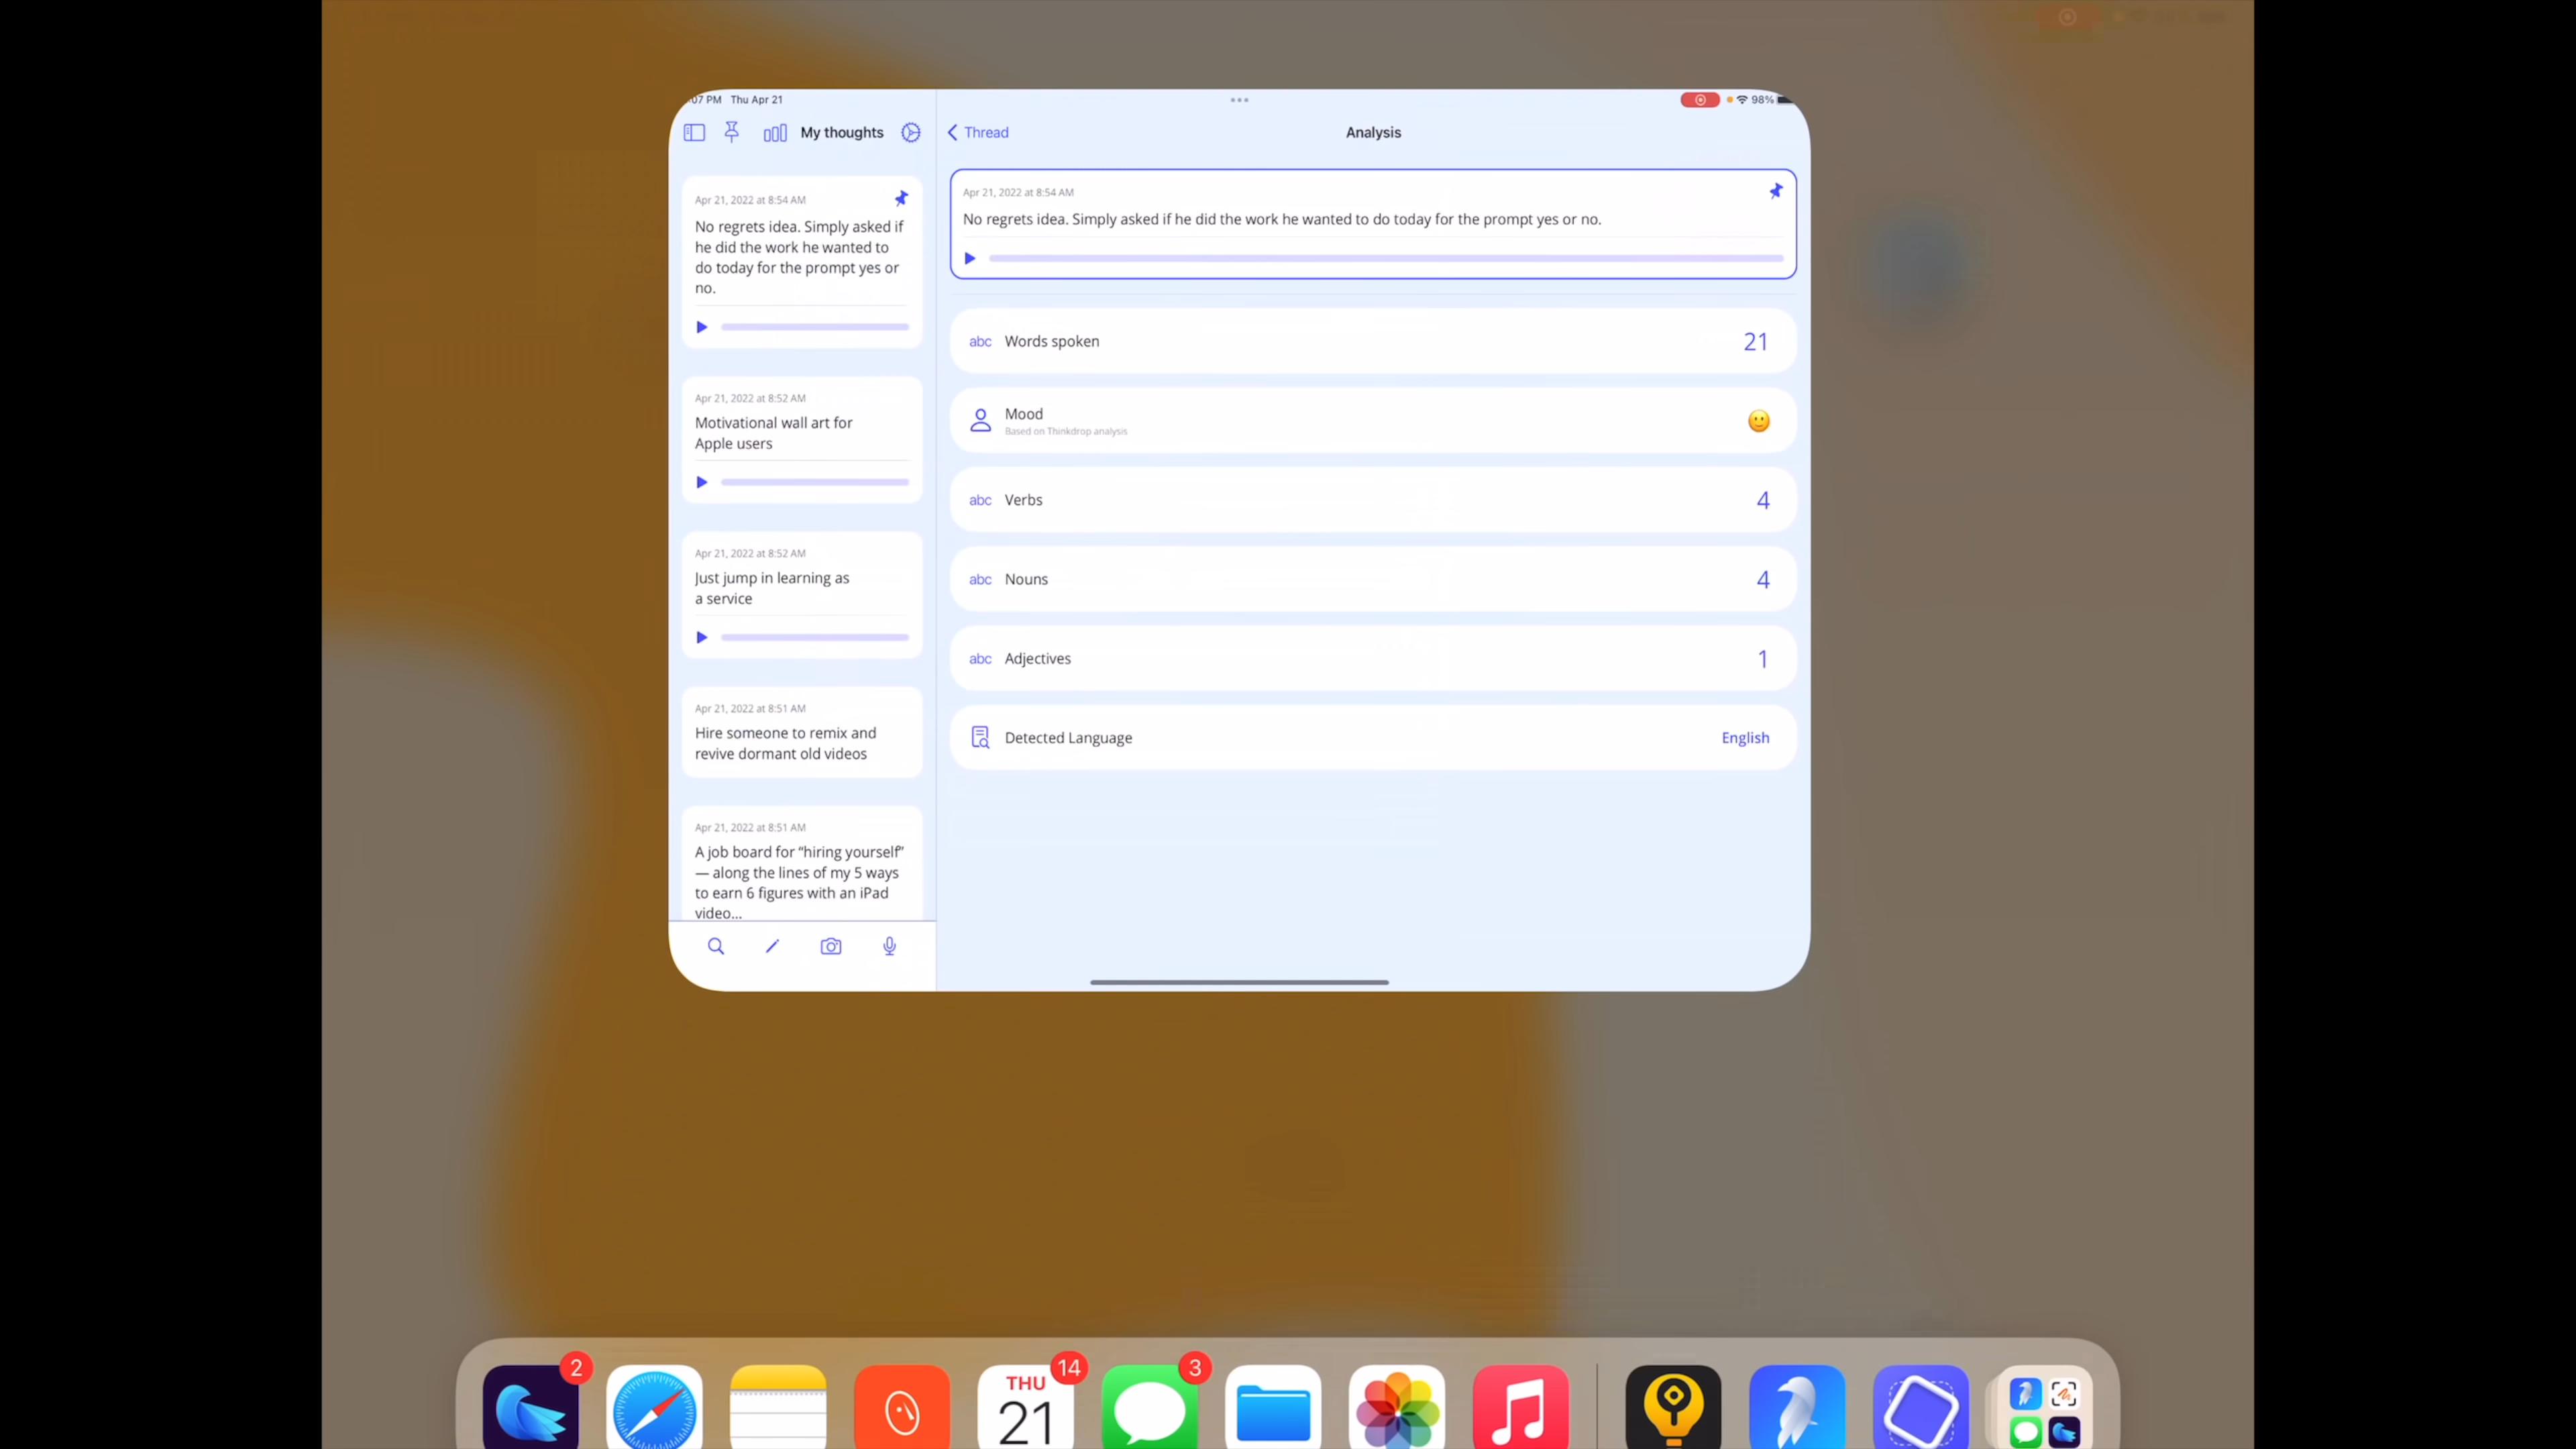 :07 PM Thu Apr 21
98%
My thoughts
Apr 21, 2022 at 8:54 AM
No regrets idea. Simply asked if
he did the work he wanted to
do today for the prompt yes or
no.
Apr 21, 2022 at 8:52 AM
Motivational wall art for
Apple users
Apr 21, 2022 at 8:52 AM
Just jump in learning as
a service
Apr 21, 2022 at 8:51 AM
Hire someone to remix and
revive dormant old videos
Apr 21, 2022 at 8:51 AM
A job board for “hiring yourself”
— along the lines of my 5 ways
to earn 6 figures with an iPad
video...
Thread
Analysis
Apr 21, 2022 at 8:54 AM
No regrets idea. Simply asked if he did the work he wanted to do today for the prompt yes or no.
abc Words spoken 21
Mood
Based on Thinkdrop analysis
abc Verbs 4
abc Nouns 4
abc Adjectives 1
Detected Language English
2
14
3
THU
21